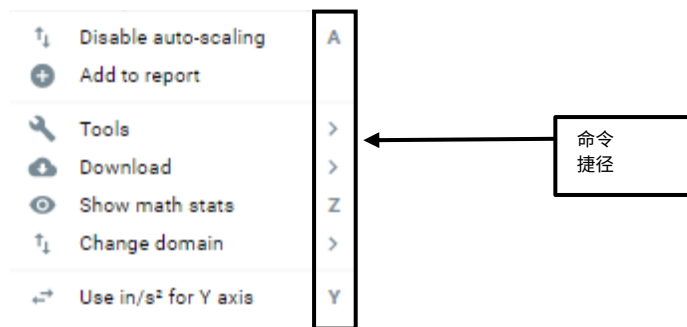 Disable auto-scaling A
Add to report
Tools >
Download >
Show math stats Z
Change domain >
Use in/s² for Y axis Y
命令
捷径